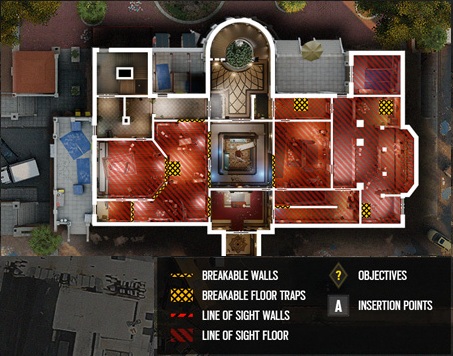 BREAKABLE WALLS
BREAKABLE FLOOR TRAPS
LINE OF SIGHT WALLS
LINE OF SIGHT FLOOR
? OBJECTIVES
A INSERTION POINTS